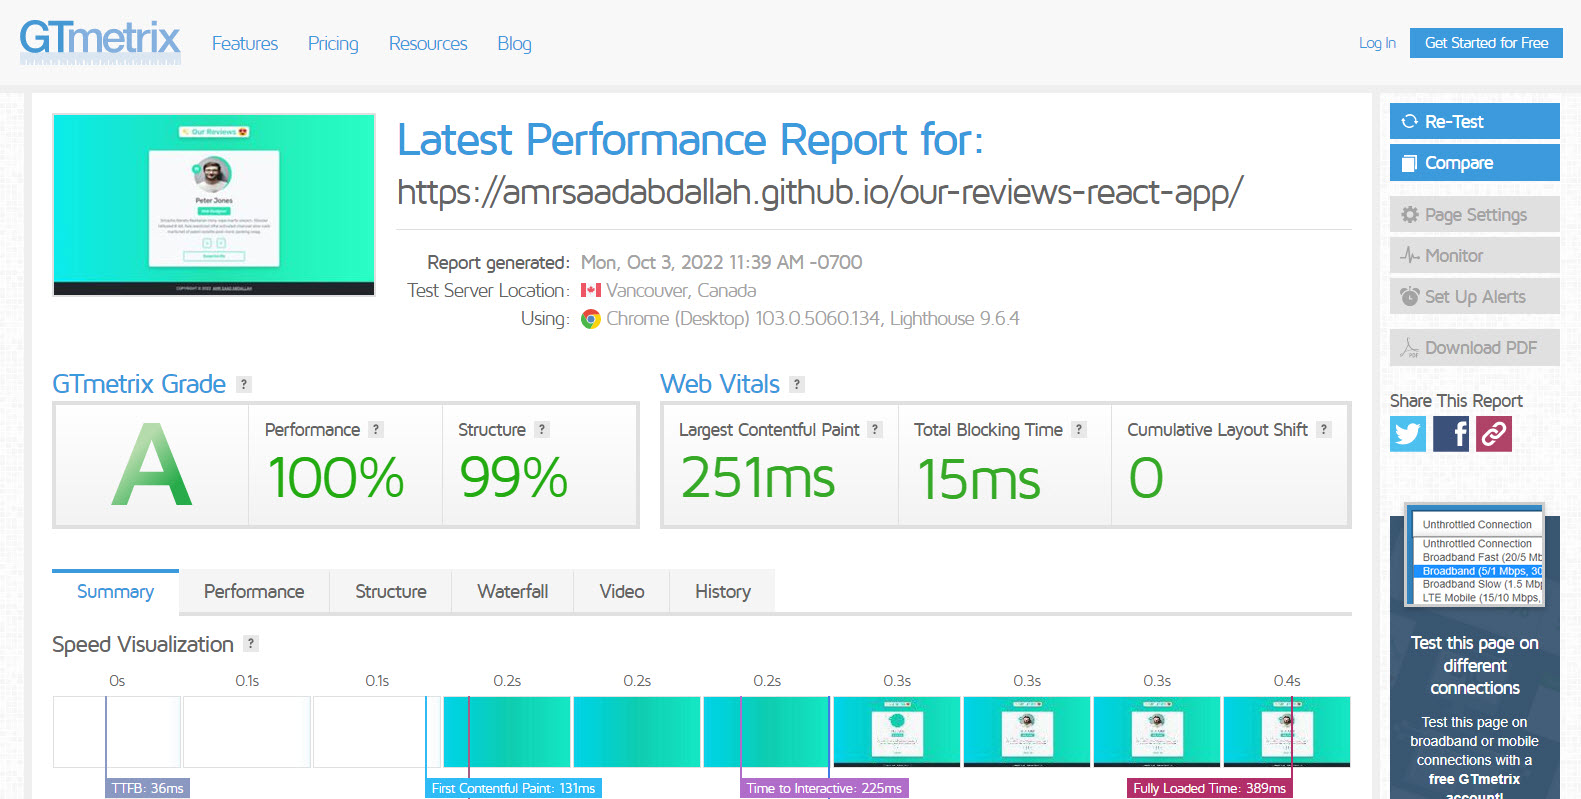 GTmetrix
Features
Pricing
Resources
Blog
Log In
Get Started for Free
Our Reviews
Peter Jones
COPYRIGHT © 2022 AMR SAAD ABDALLAH
Latest Performance Report for:
https://amrsaadabdallah.github.io/our-reviews-react-app/
Report generated: Mon, Oct 3, 2022 11:39 AM -0700
Test Server Location: Vancouver, Canada
Using: Chrome (Desktop) 103.0.5060.134, Lighthouse 9.6.4
Re-Test
Compare
Page Settings
Monitor
Set Up Alerts
Download PDF
Share This Report
GTmetrix Grade ?
A
Performance ?
100%
Structure ?
99%
Web Vitals ?
Largest Contentful Paint ?
251ms
Total Blocking Time ?
15ms
Cumulative Layout Shift ?
0
Summary
Performance
Structure
Waterfall
Video
History
Speed Visualization ?
0s 0.1s 0.1s 0.2s 0.2s 0.2s 0.3s 0.3s 0.3s 0.4s
TTFB: 36ms
First Contentful Paint: 131ms
Time to Interactive: 225ms
Fully Loaded Time: 389ms
Unthrottled Connection
Unthrottled Connection
Broadband Fast (20/5 Mb
Broadband (5/1 Mbps, 30
Broadband Slow (1.5 Mbp
LTE Mobile (15/10 Mbps,
Test this page on
different
connections
Test this page on
broadband or mobile
connections with a
free GTmetrix
account!